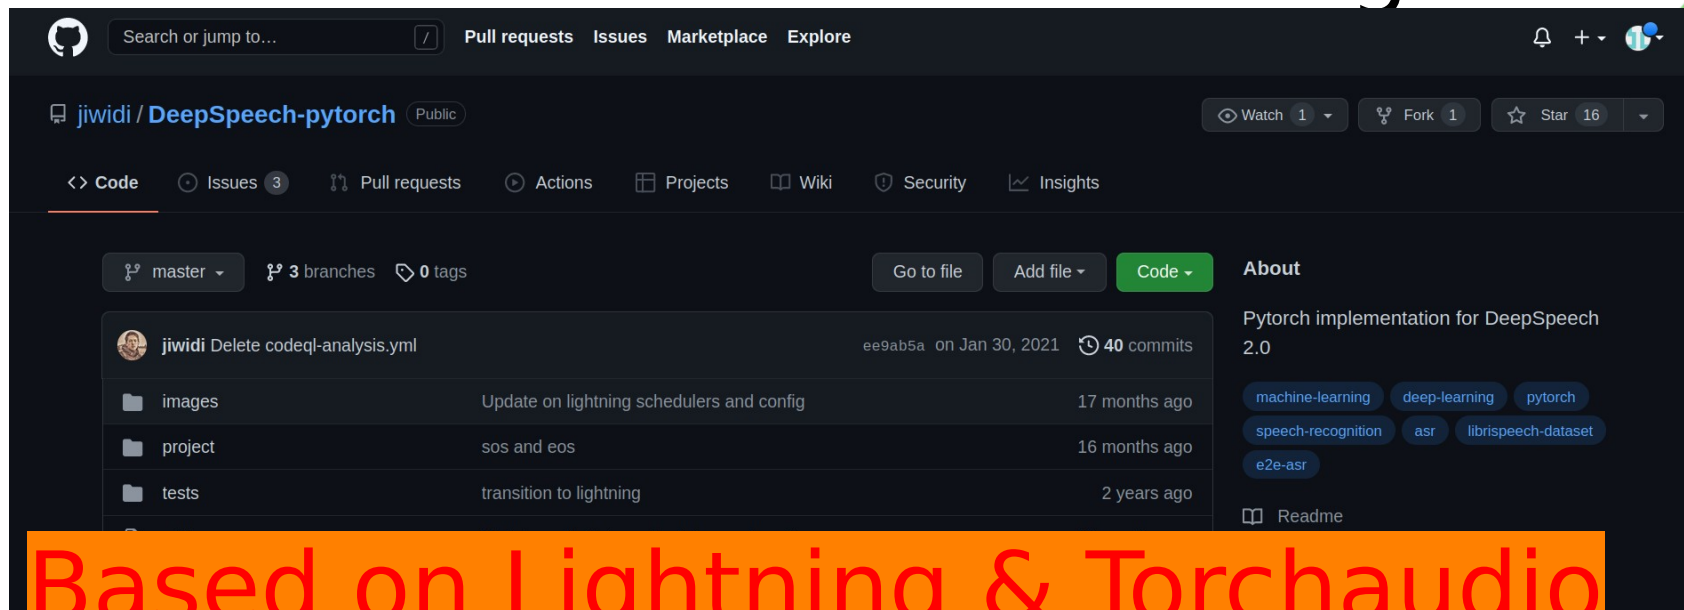 Search or jump to… /
Pull requests Issues Marketplace Explore
jiwidi / DeepSpeech-pytorch Public
Watch 1 Fork 1 Star 16
Code Issues 3 Pull requests Actions Projects Wiki Security Insights
master 3 branches 0 tags Go to file Add file Code
About
Pytorch implementation for DeepSpeech
2.0
jiwidi Delete codeql-analysis.yml ee9ab5a on Jan 30, 2021 40 commits
images Update on lightning schedulers and config 17 months ago
project sos and eos 16 months ago
tests transition to lightning 2 years ago
machine-learning deep-learning pytorch
speech-recognition asr librispeech-dataset
e2e-asr
Readme
Based on Lightning & Torchaudio